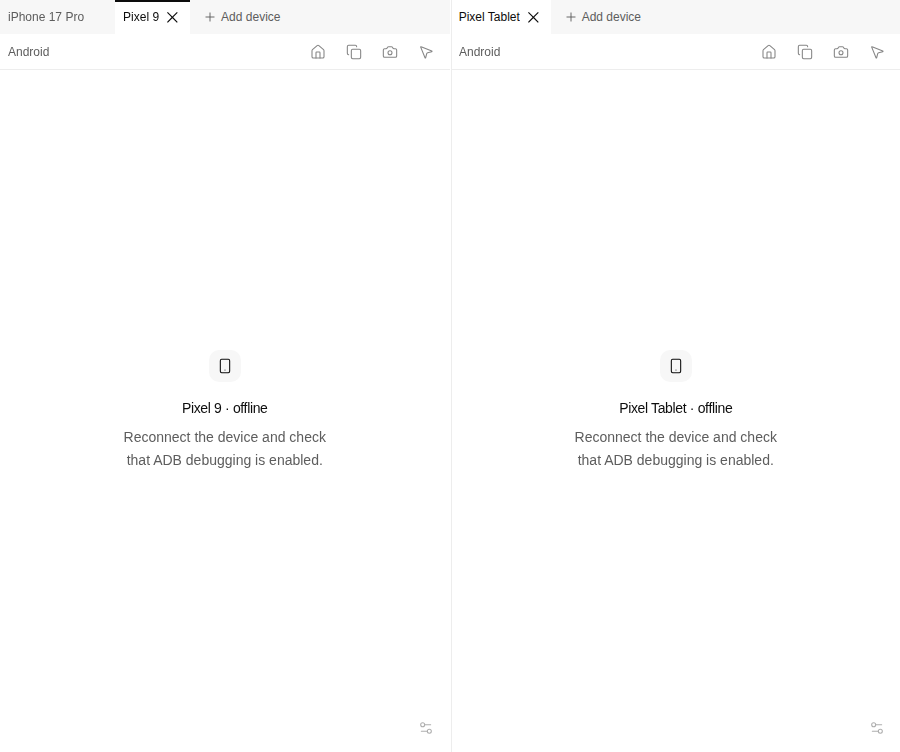 iPhone 17 Pro
Pixel 9
Add device
Android
Pixel 9 · offline
Reconnect the device and check
that ADB debugging is enabled.
Pixel Tablet
Add device
Android
Pixel Tablet · offline
Reconnect the device and check
that ADB debugging is enabled.